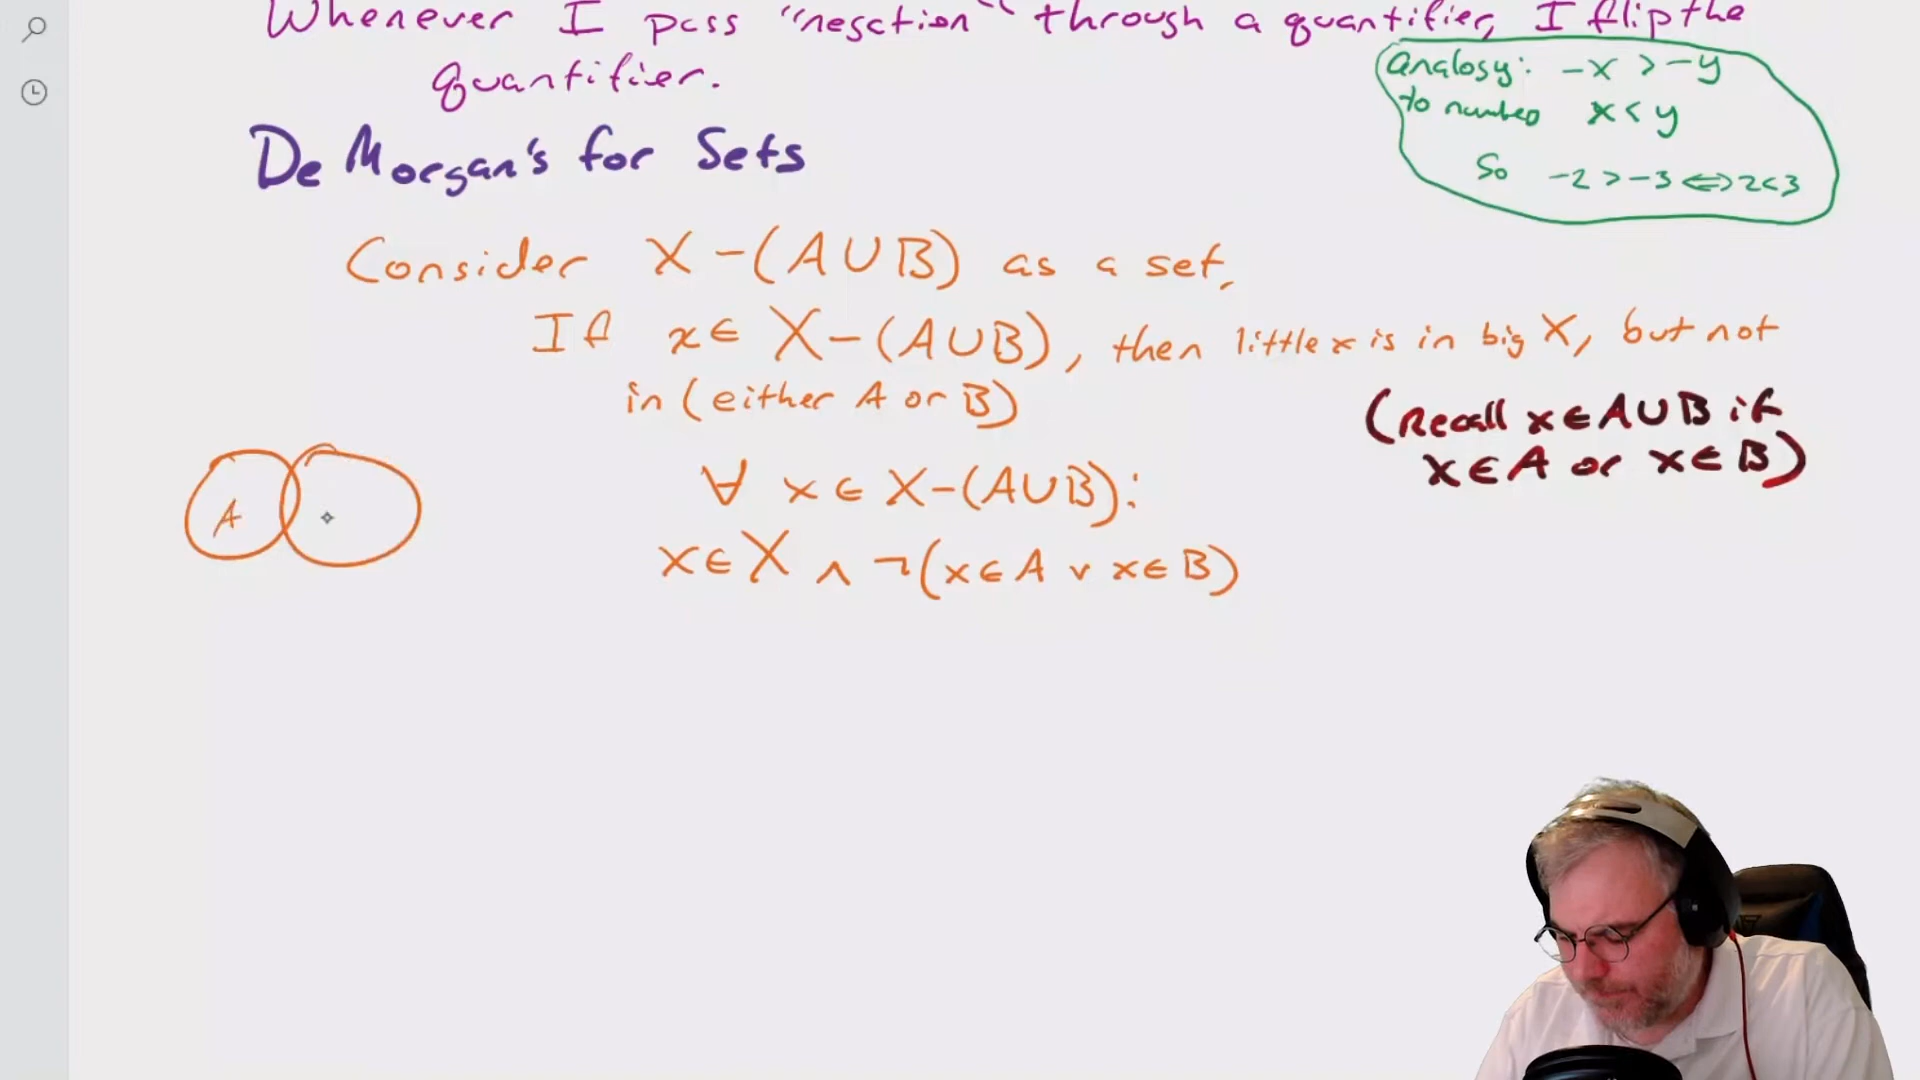 Whenever I pass "negation" through a quantifier, I flip the
quantifier.
Analogy: -x > -y
to numbers x < y
So -2 > -3 ⟺ 2 < 3
De Morgan's for Sets
Consider X - (A ∪ B) as a set.
If x ∈ X - (A ∪ B), then little x is in big X, but not
in (either A or B)
(Recall x ∈ A ∪ B if
x ∈ A or x ∈ B)
∀ x ∈ X - (A ∪ B):
x ∈ X ∧ ¬(x ∈ A ∨ x ∈ B)
A